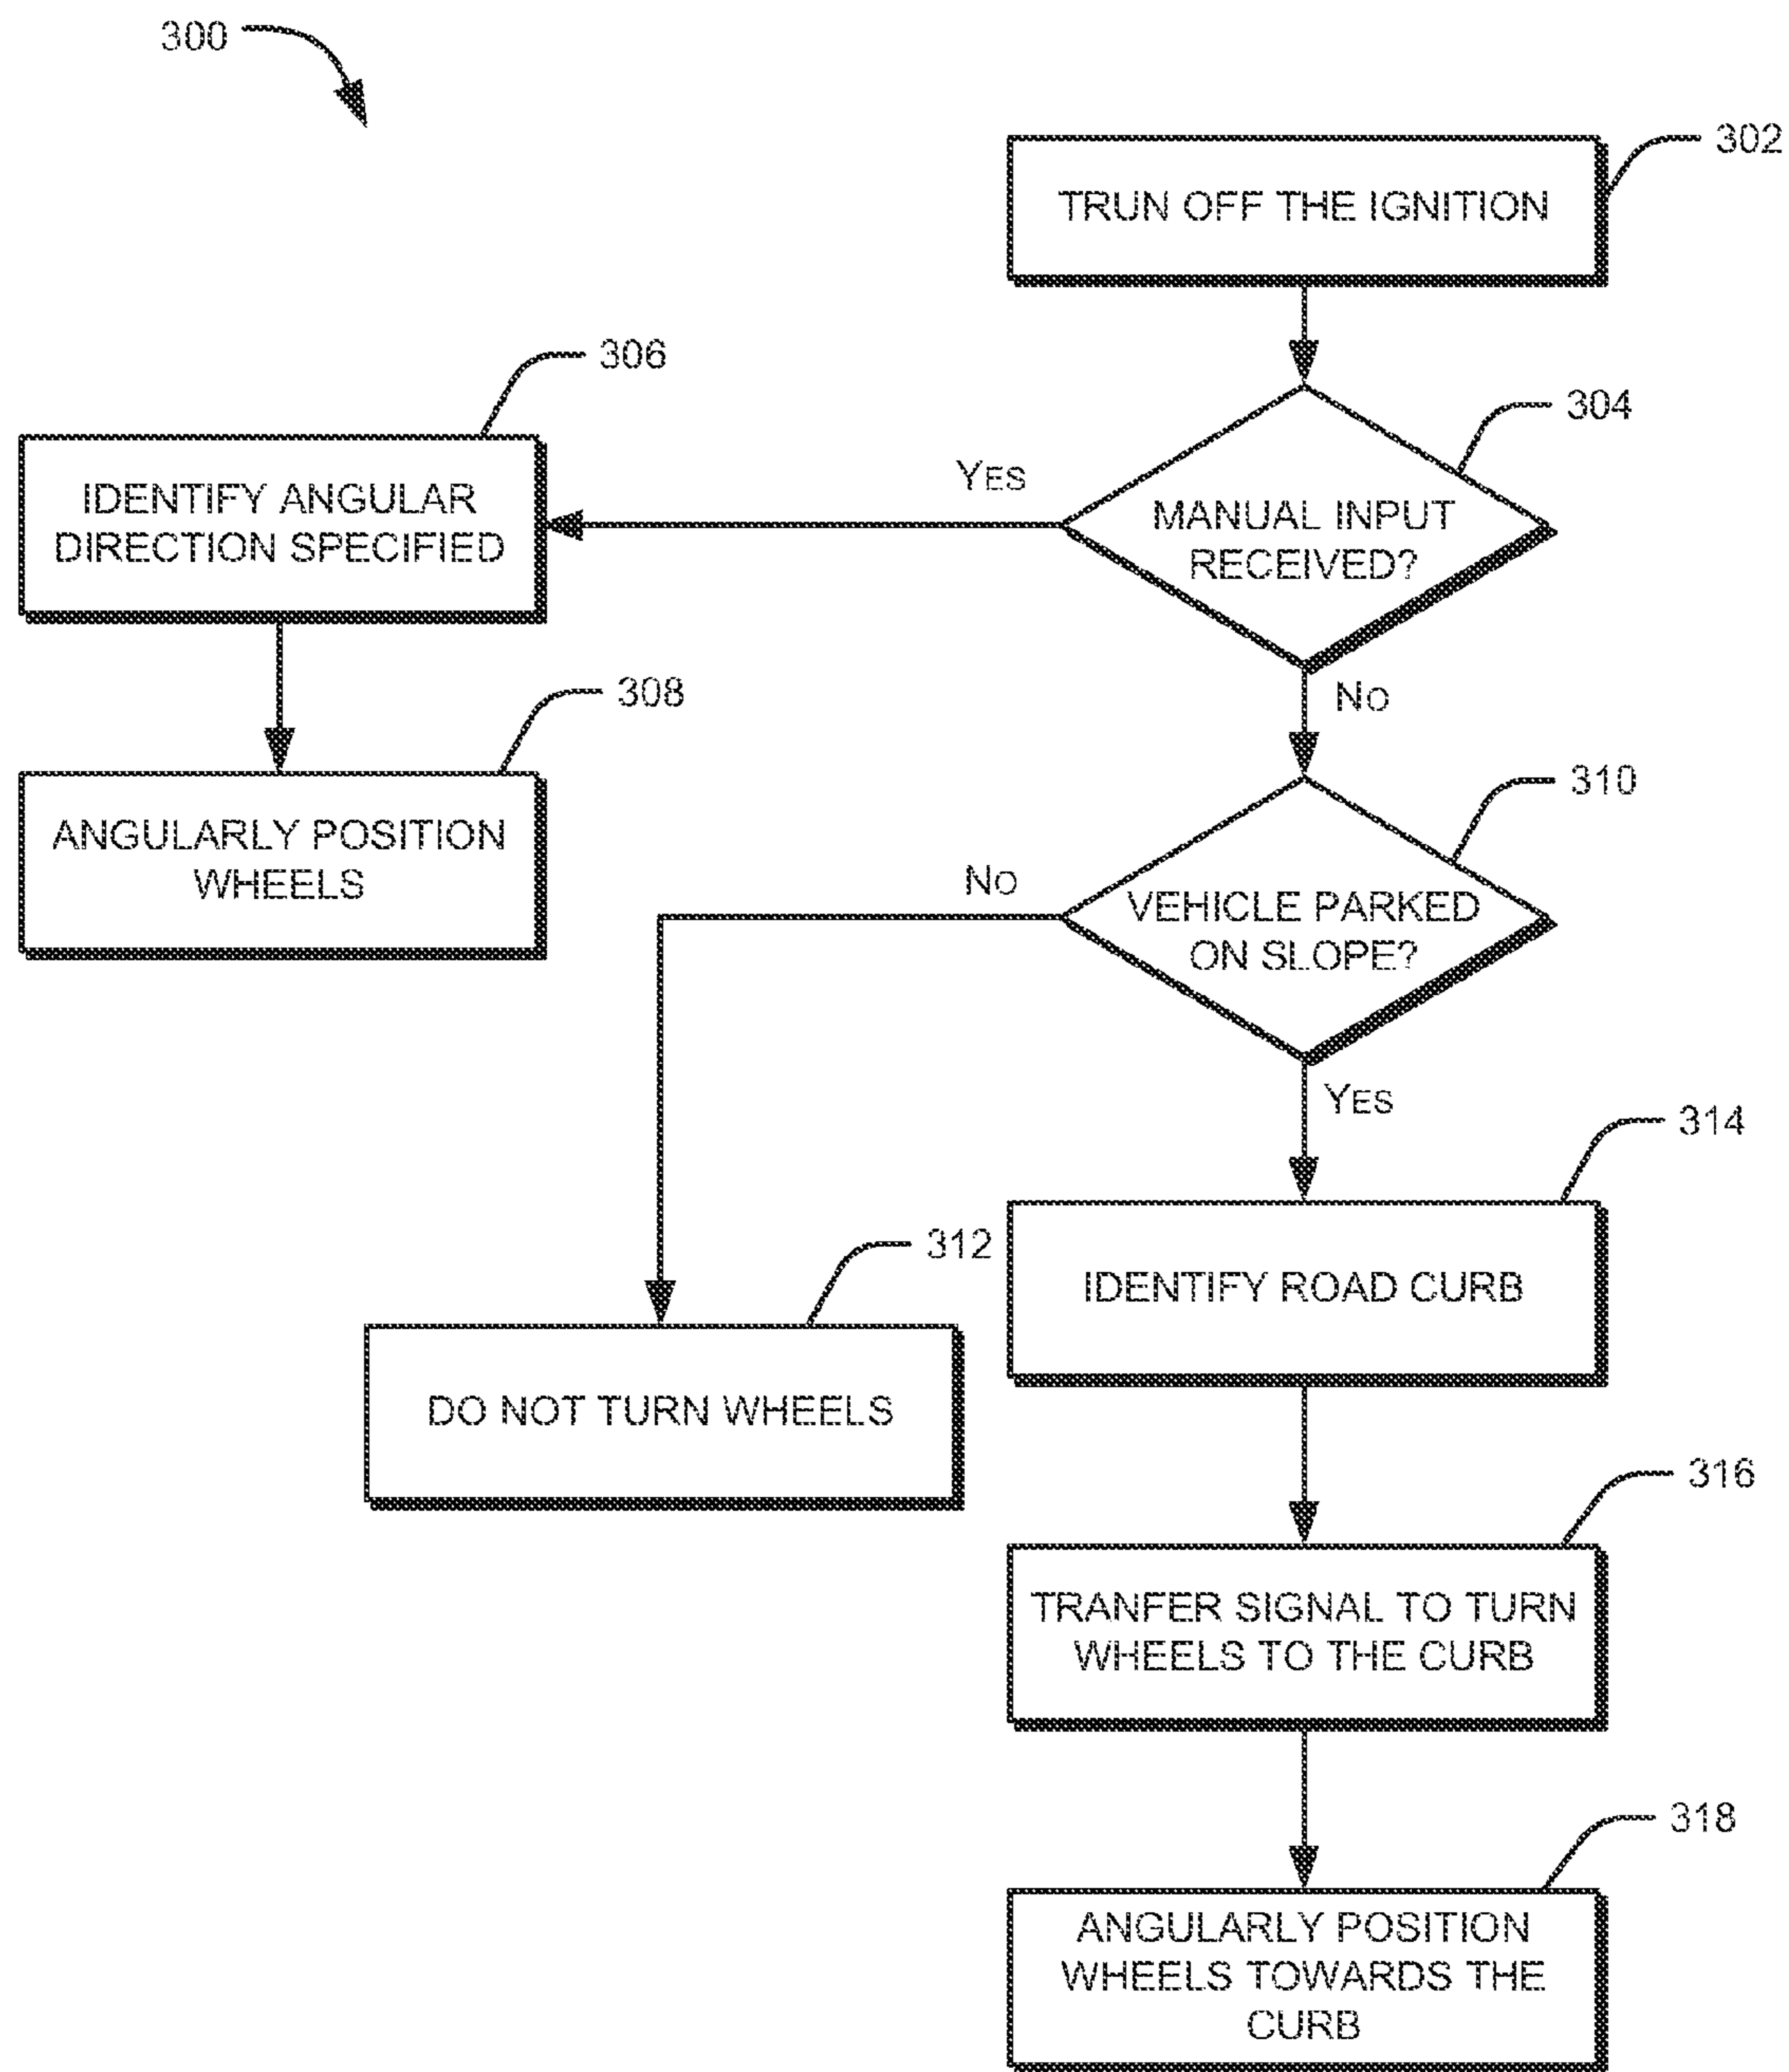 300
302
TRUN OFF THE IGNITION
304
MANUAL INPUT
RECEIVED?
YES
306
IDENTIFY ANGULAR
DIRECTION SPECIFIED
308
ANGULARLY POSITION
WHEELS
NO
310
VEHICLE PARKED
ON SLOPE?
NO
312
DO NOT TURN WHEELS
YES
314
IDENTIFY ROAD CURB
316
TRANFER SIGNAL TO TURN
WHEELS TO THE CURB
318
ANGULARLY POSITION
WHEELS TOWARDS THE
CURB